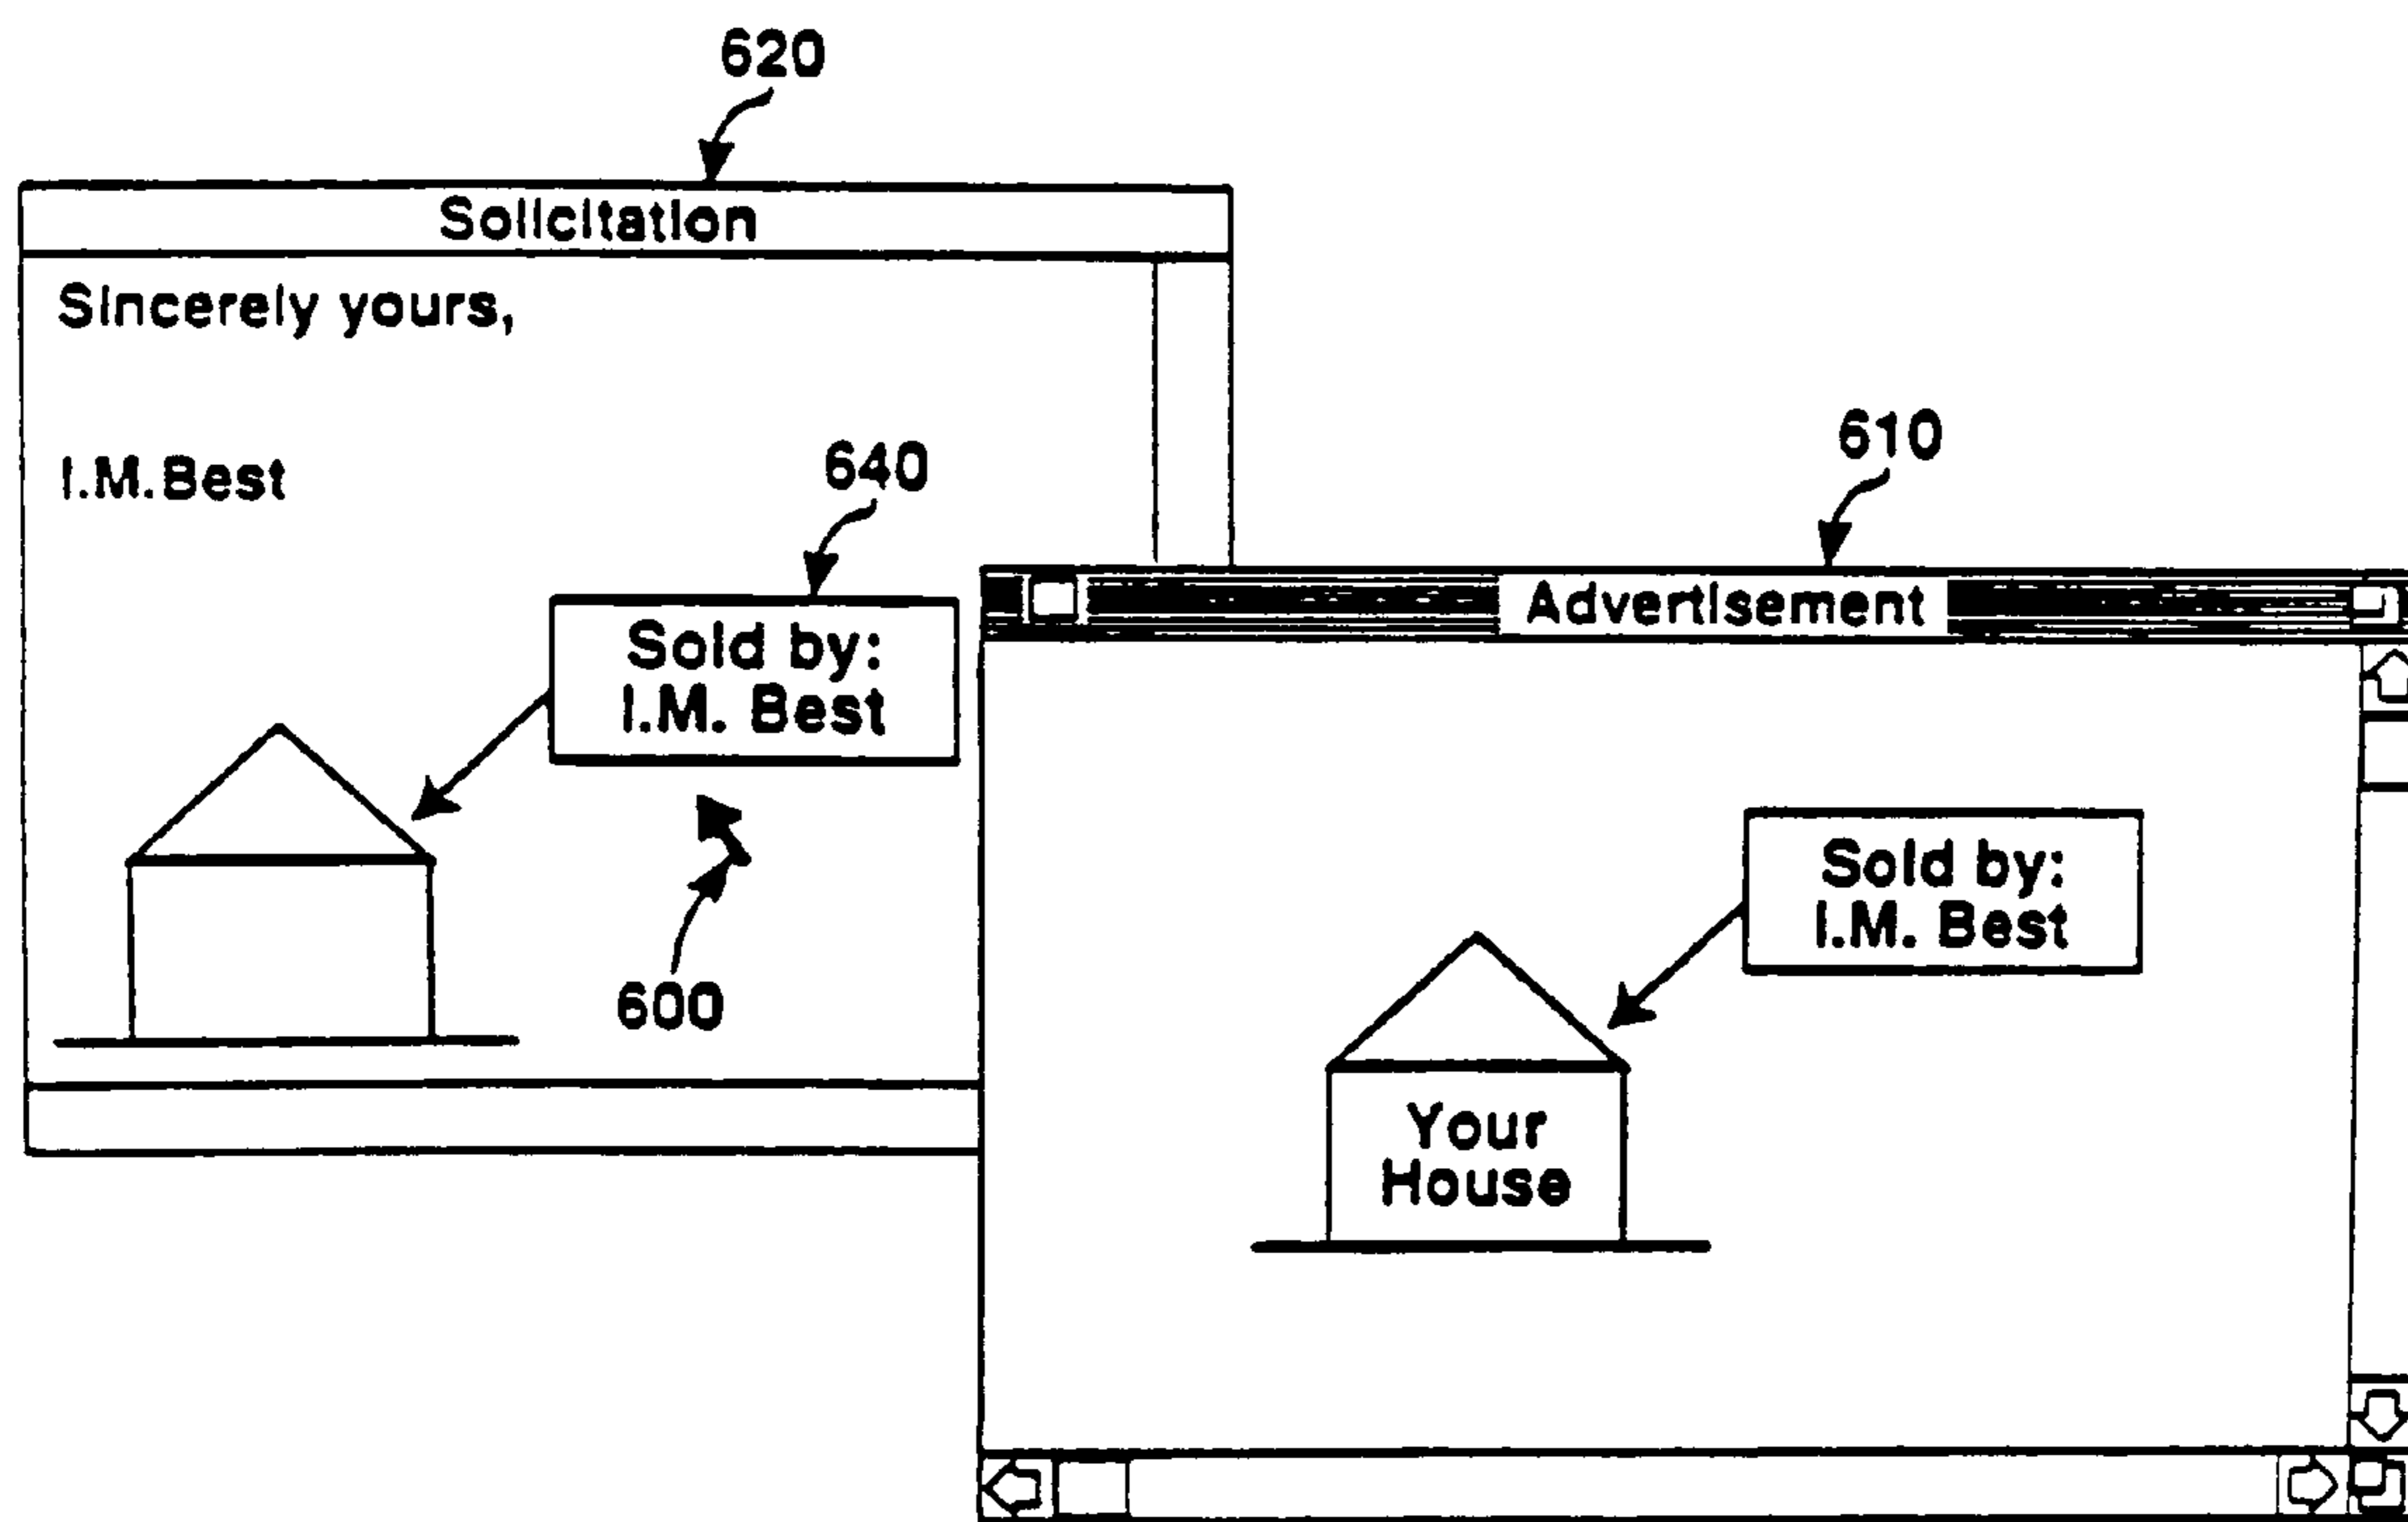 620
Solicitation
Sincerely yours,
I.M.Best
640
Sold by:
I.M. Best
600
610
Advertisement
Sold by:
I.M. Best
Your
House